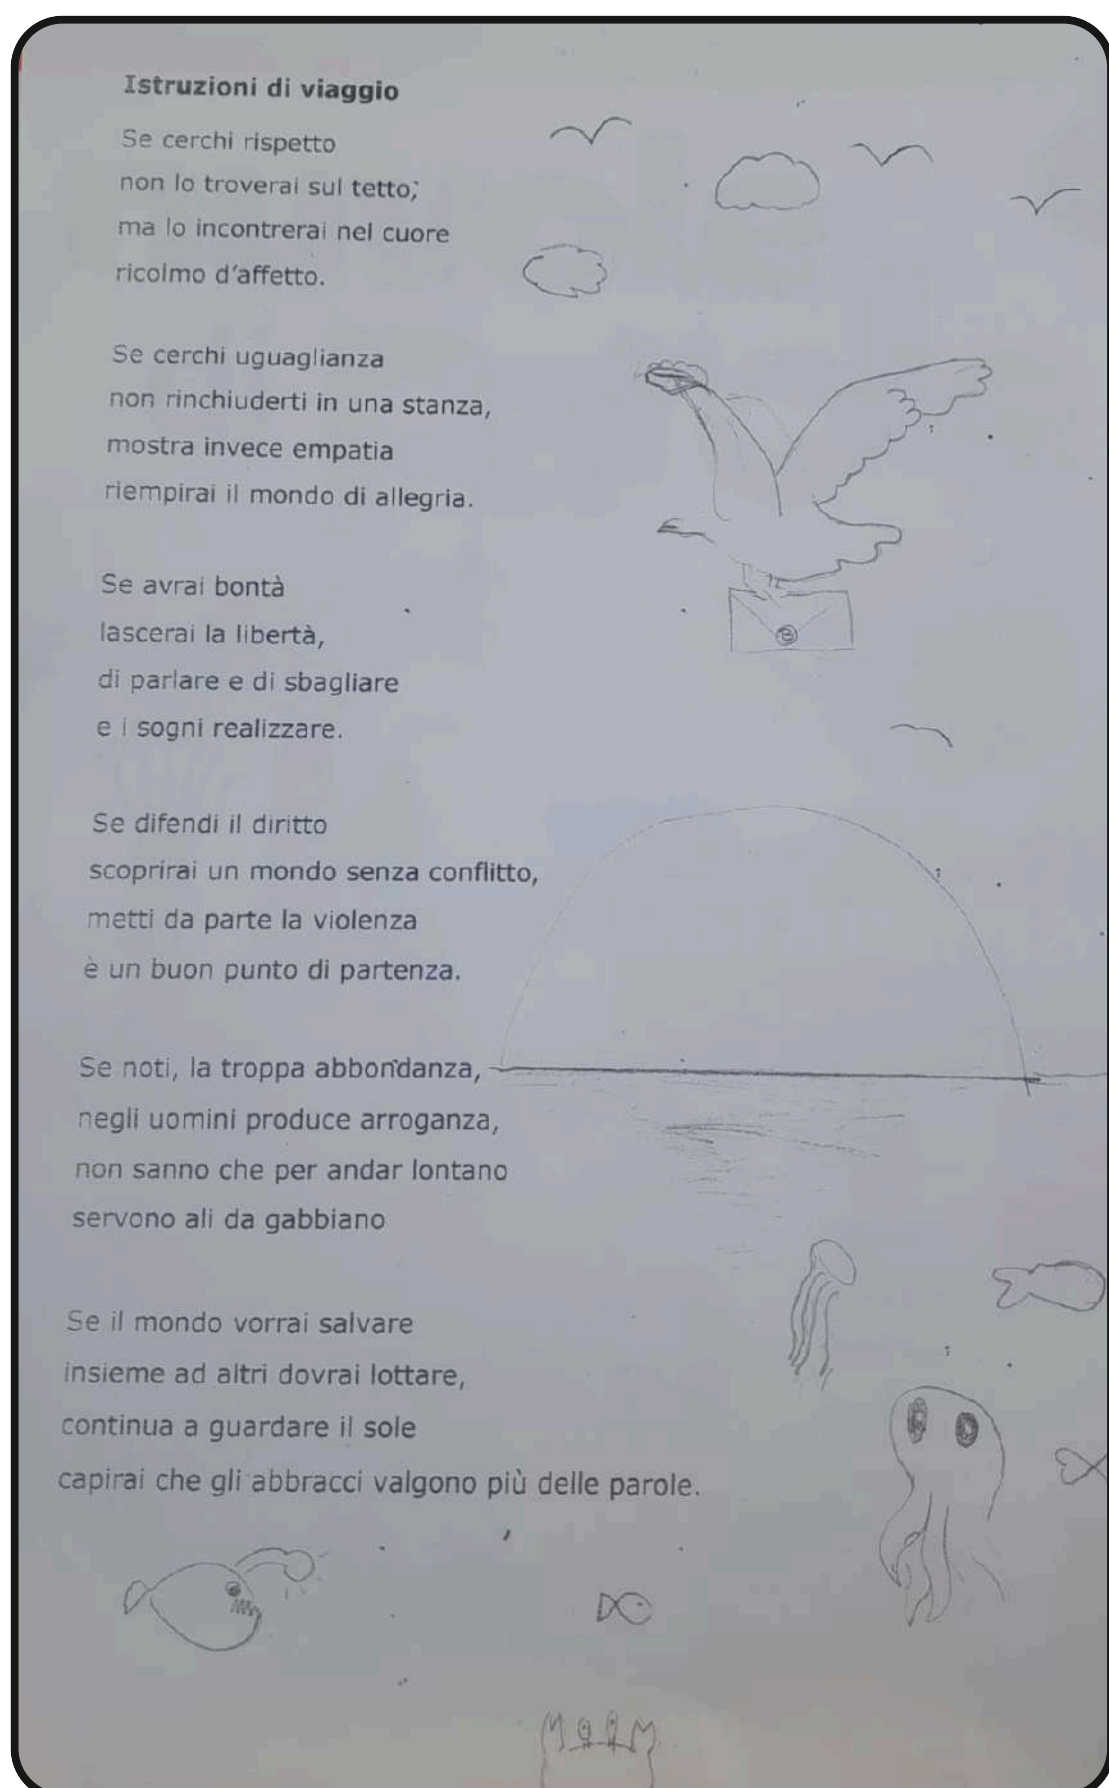 Istruzioni di viaggio
Se cerchi rispetto
non lo troverai sul tetto;
ma lo incontrerai nel cuore
ricolmo d'affetto.
Se cerchi uguaglianza
non rinchiuderti in una stanza,
mostra invece empatia
riempirai il mondo di allegria.
Se avrai bontà
lascerai la libertà,
di parlare e di sbagliare
e i sogni realizzare.
Se difendi il diritto
scoprirai un mondo senza conflitto,
metti da parte la violenza
è un buon punto di partenza.
Se noti, la troppa abbondanza,
negli uomini produce arroganza,
non sanno che per andar lontano
servono ali da gabbiano
Se il mondo vorrai salvare
insieme ad altri dovrai lottare,
continua a guardare il sole
capirai che gli abbracci valgono più delle parole.